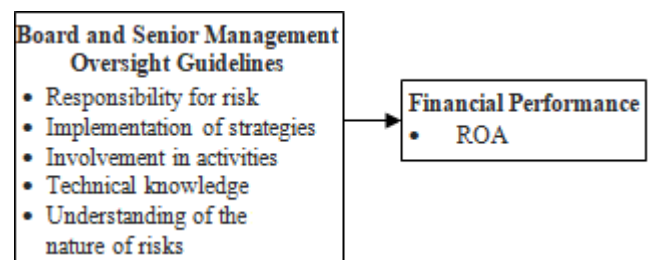 Board and Senior Management
Oversight Guidelines
• Responsibility for risk
• Implementation of strategies
• Involvement in activities
• Technical knowledge
• Understanding of the
nature of risks
Financial Performance
• ROA